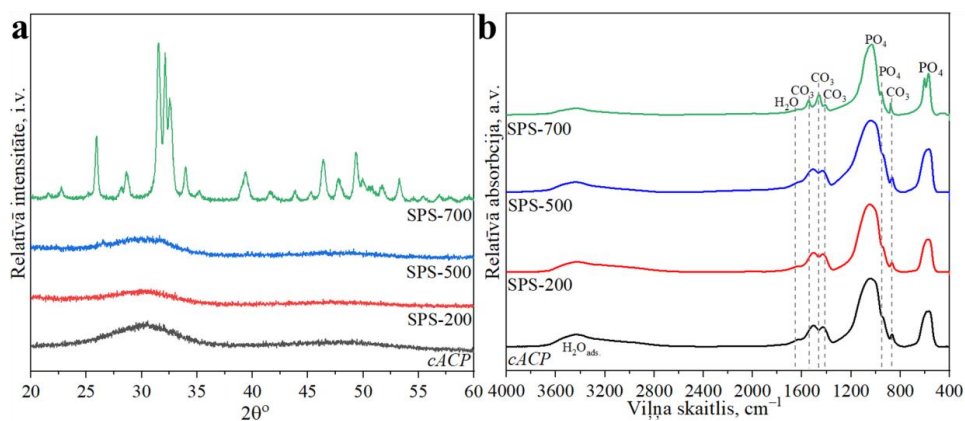 a
Relatīvā intensitāte, i.v.
SPS-700
SPS-500
SPS-200
cACP
20 25 30 35 40 45 50 55 60
2θ°
b
Relatīvā absorbcija, a.v.
PO₄
PO₄
CO₃
PO₄
CO₃
CO₃
CO₃
H₂O
SPS-700
SPS-500
SPS-200
H₂Oads.
cACP
4000 3600 3200 2800 2400 2000 1600 1200 800 400
Viļņa skaitlis, cm⁻¹